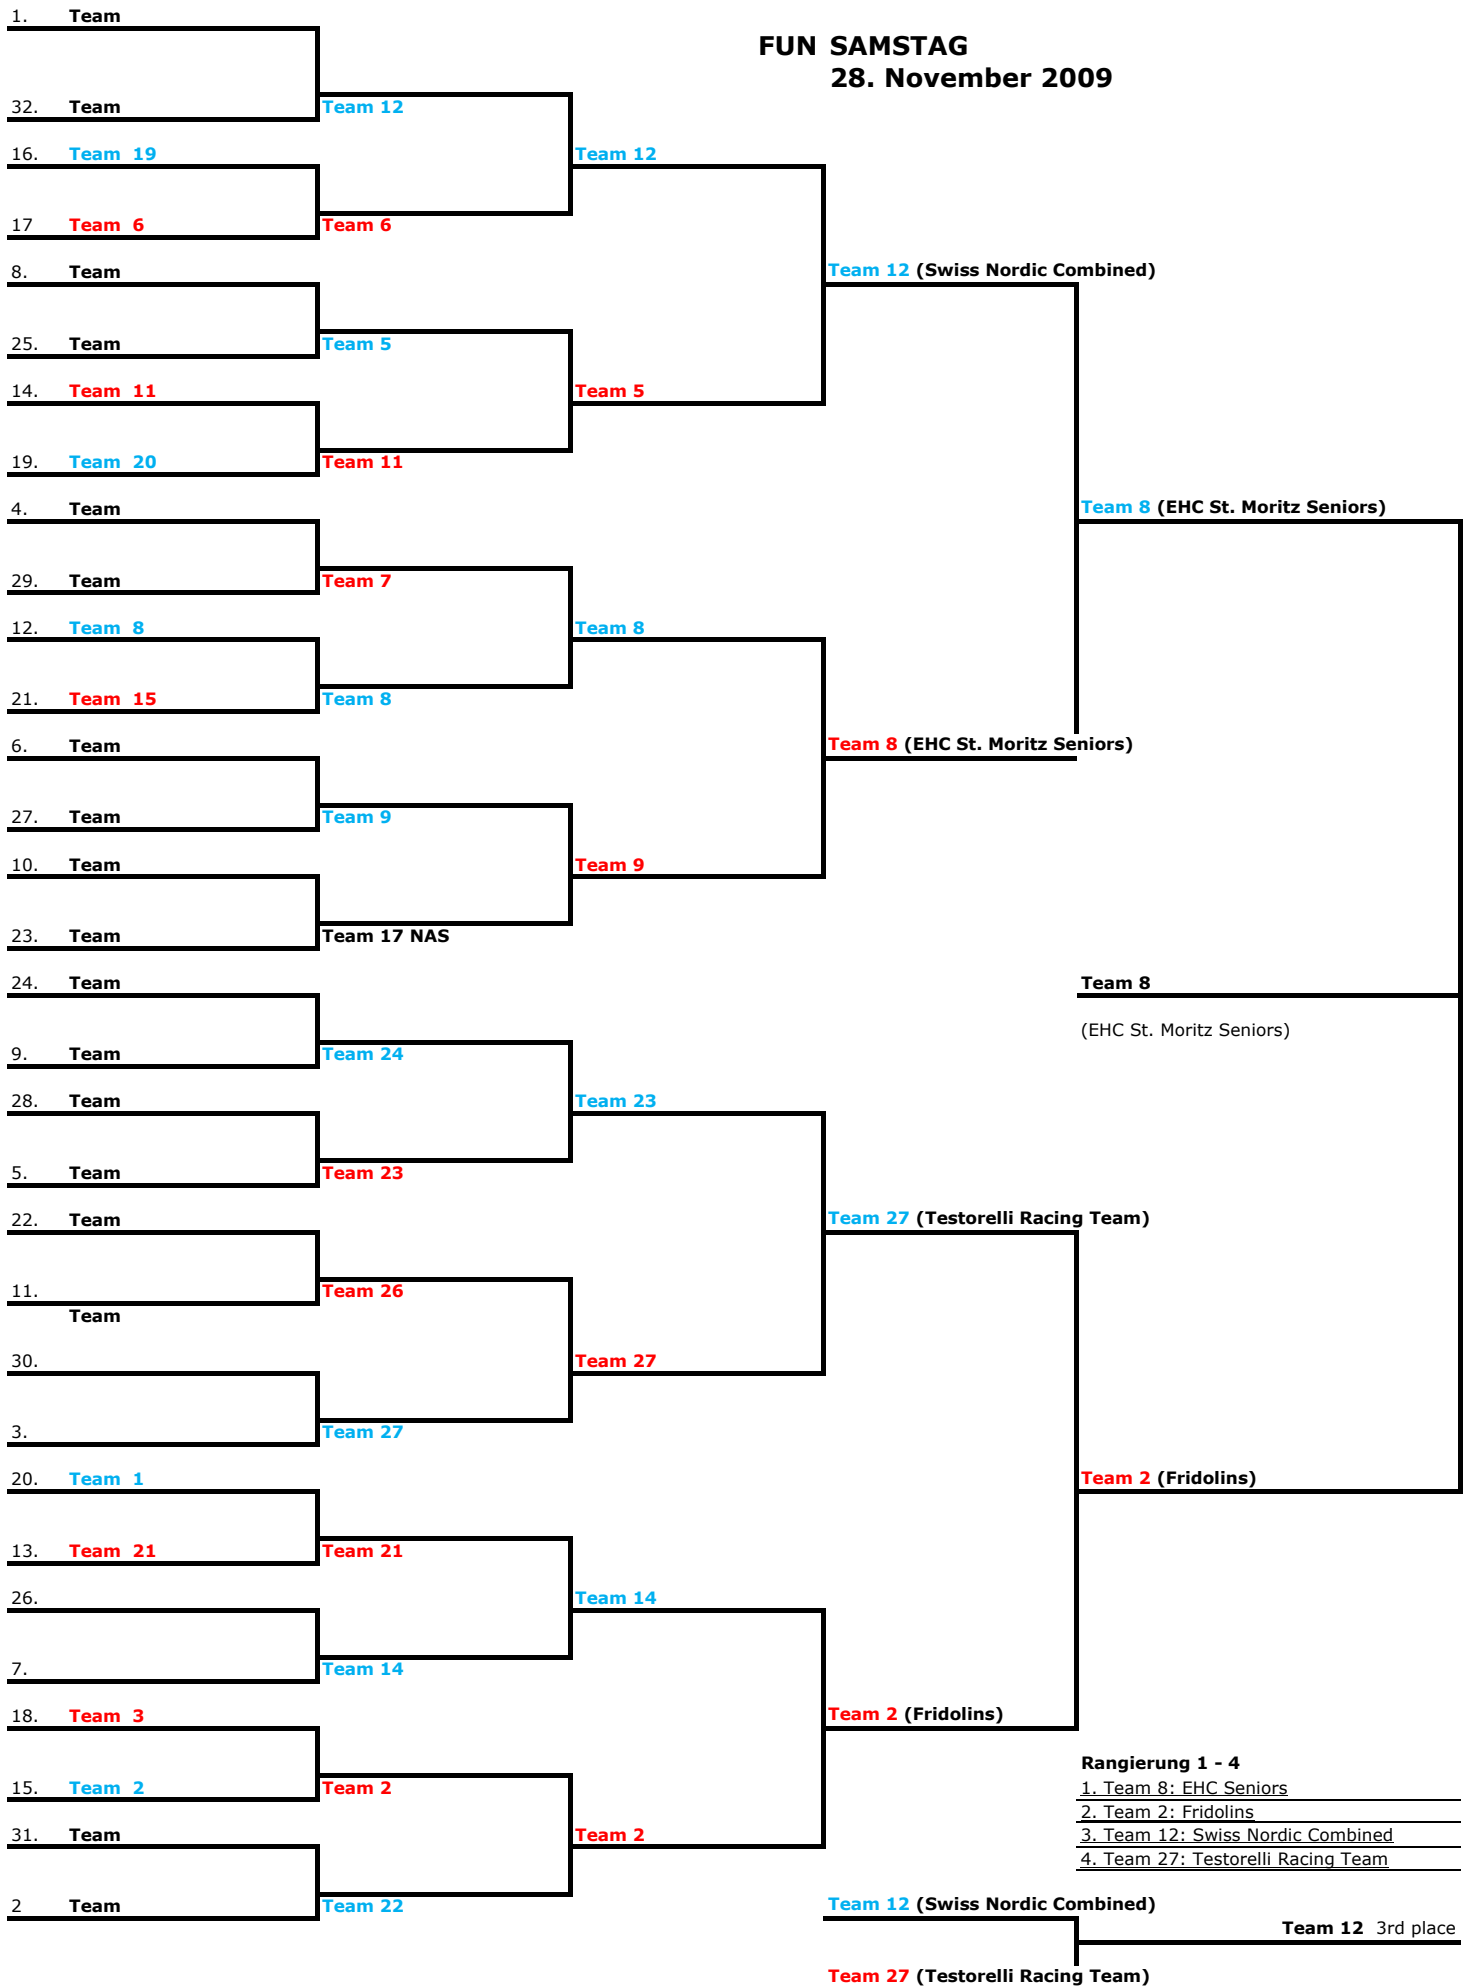 1. Team
FUN SAMSTAG
28. November 2009
32. Team
Team 12
16. Team 19
Team 12
17 Team 6
Team 6
8. Team
Team 12 (Swiss Nordic Combined)
25. Team
Team 5
14. Team 11
Team 5
19. Team 20
Team 11
4. Team
Team 8 (EHC St. Moritz Seniors)
29. Team
Team 7
12. Team 8
Team 8
21. Team 15
Team 8
6. Team
Team 8 (EHC St. Moritz Seniors)
27. Team
Team 9
10. Team
Team 9
23. Team
Team 17 NAS
24. Team
Team 8
(EHC St. Moritz Seniors)
9. Team
Team 24
28. Team
Team 23
5. Team
Team 23
22. Team
Team 27 (Testorelli Racing Team)
11.
Team 26
Team
30.
Team 27
3.
Team 27
20. Team 1
Team 2 (Fridolins)
13. Team 21
Team 21
26.
Team 14
7.
Team 14
18. Team 3
Team 2 (Fridolins)
Rangierung 1 - 4
15. Team 2
Team 2
1. Team 8: EHC Seniors
2. Team 2: Fridolins
31. Team
Team 2
3. Team 12: Swiss Nordic Combined
4. Team 27: Testorelli Racing Team
2 Team
Team 22
Team 12 (Swiss Nordic Combined)
Team 12 3rd place
Team 27 (Testorelli Racing Team)